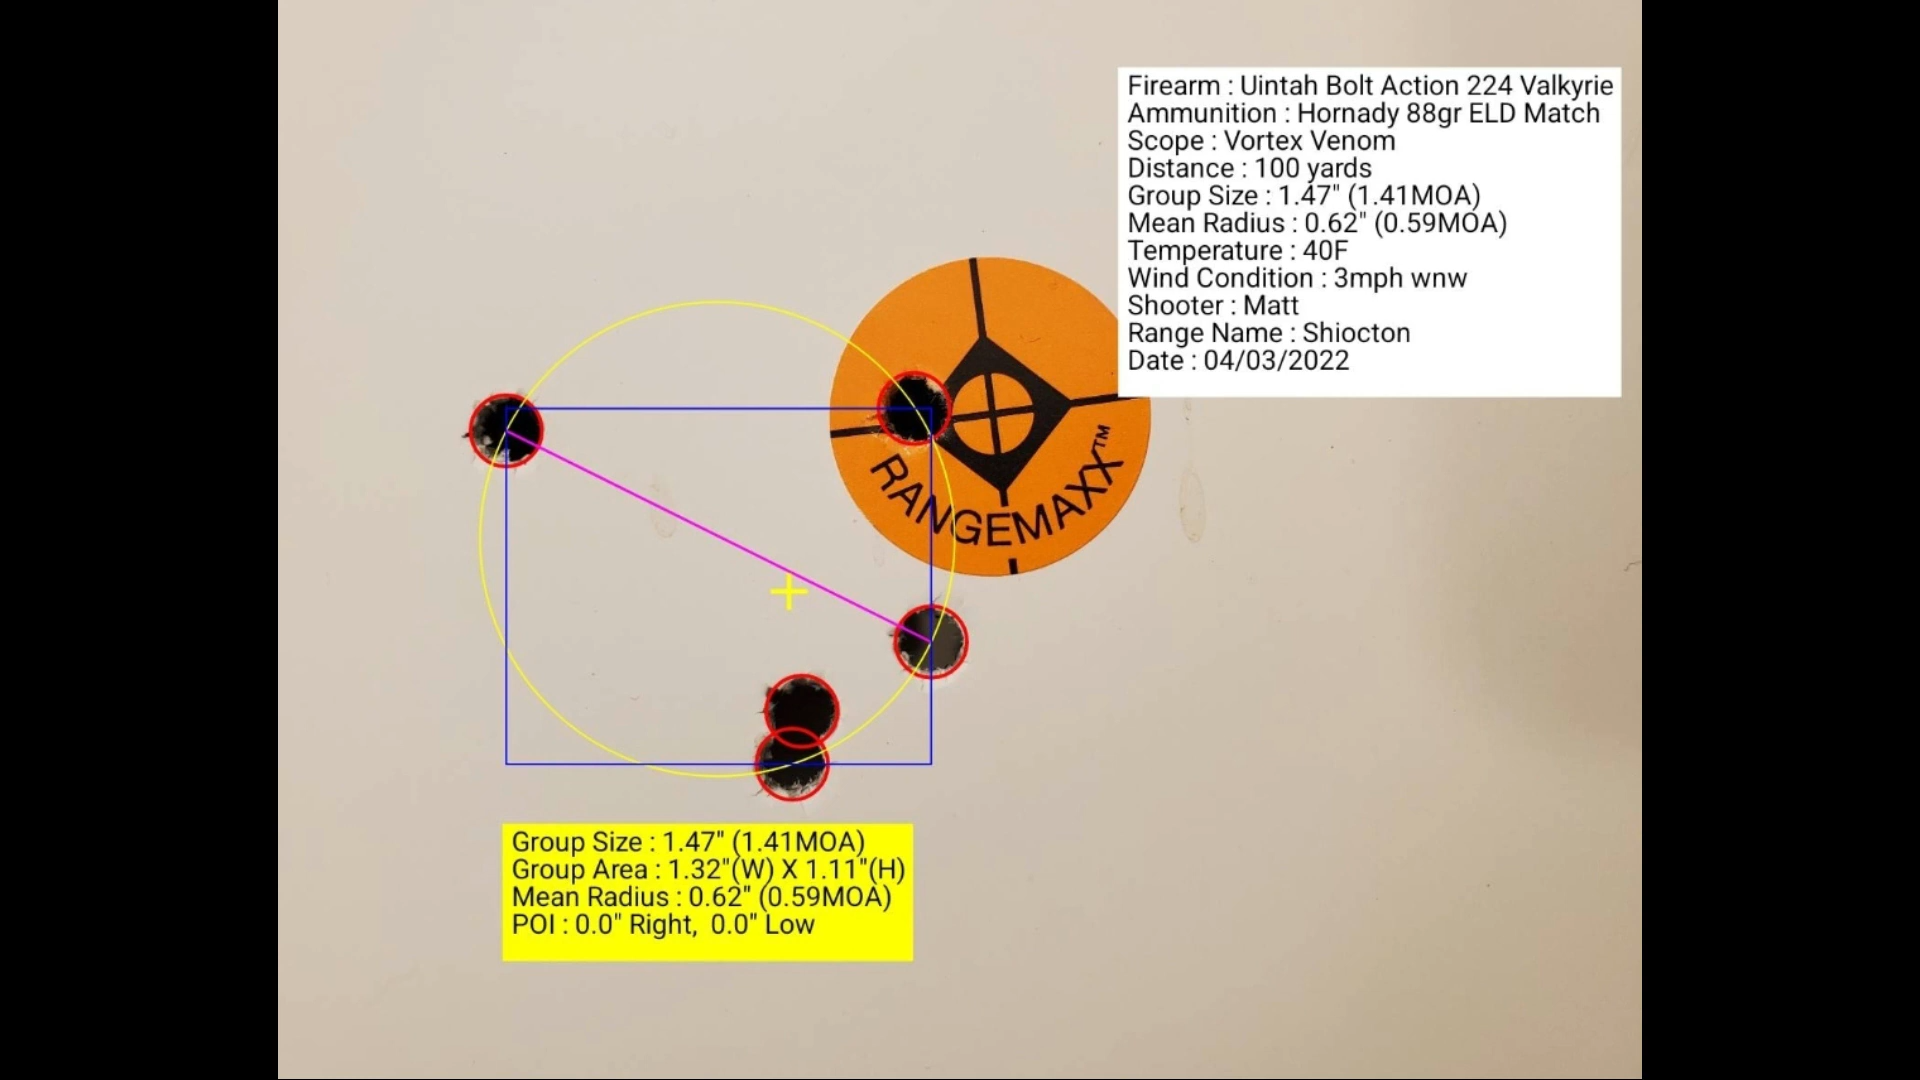 Firearm : Uintah Bolt Action 224 Valkyrie
Ammunition : Hornady 88gr ELD Match
Scope : Vortex Venom
Distance : 100 yards
Group Size : 1.47" (1.41MOA)
Mean Radius : 0.62" (0.59MOA)
Temperature : 40F
Wind Condition : 3mph wnw
Shooter : Matt
Range Name : Shiocton
Date : 04/03/2022
RANGEMAXX™
Group Size : 1.47" (1.41MOA)
Group Area : 1.32"(W) X 1.11"(H)
Mean Radius : 0.62" (0.59MOA)
POI : 0.0" Right,  0.0" Low